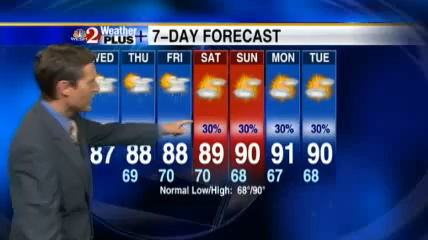 NBC 2 Weather PLUS+ 7-DAY FORECAST
WED THU FRI SAT SUN MON TUE
30% 30% 30% 30%
87 88 88 89 90 91 90
69 70 70 68 67 68
Normal Low/High: 68°/90°